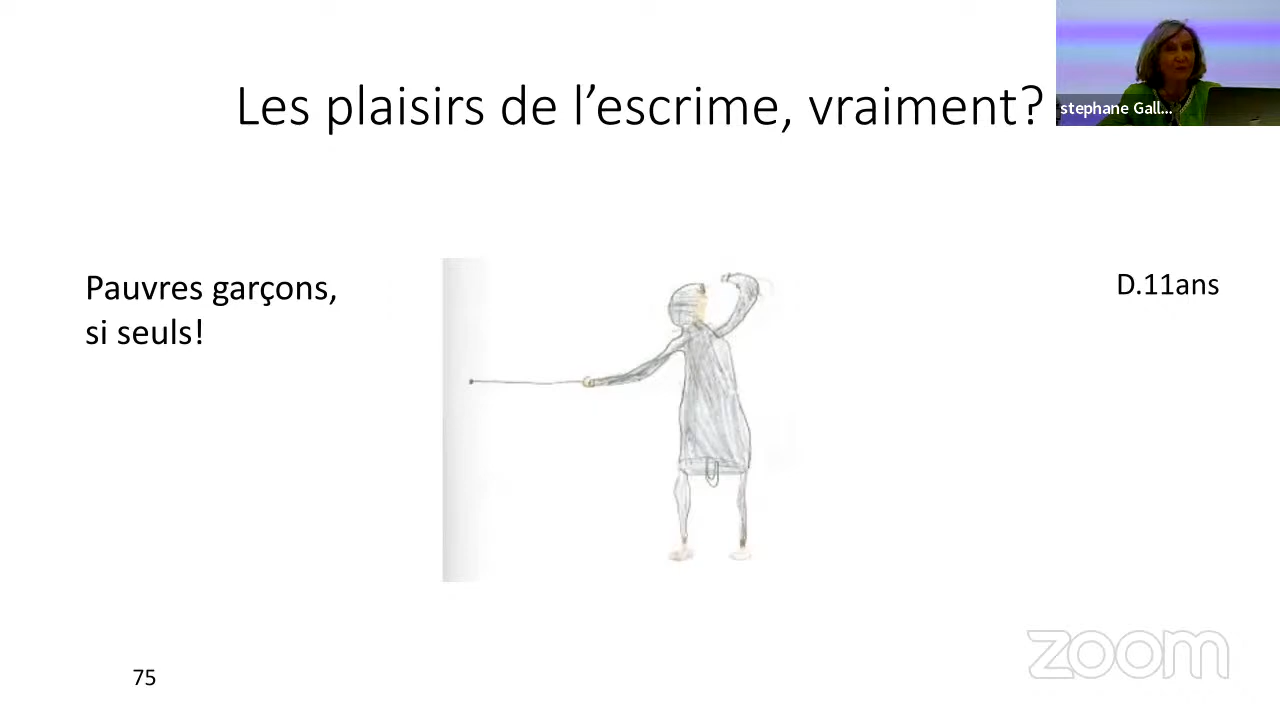 Les plaisirs de l’escrime, vraiment?
stephane Gall...
Pauvres garçons,
si seuls!
D.11ans
75
zoom